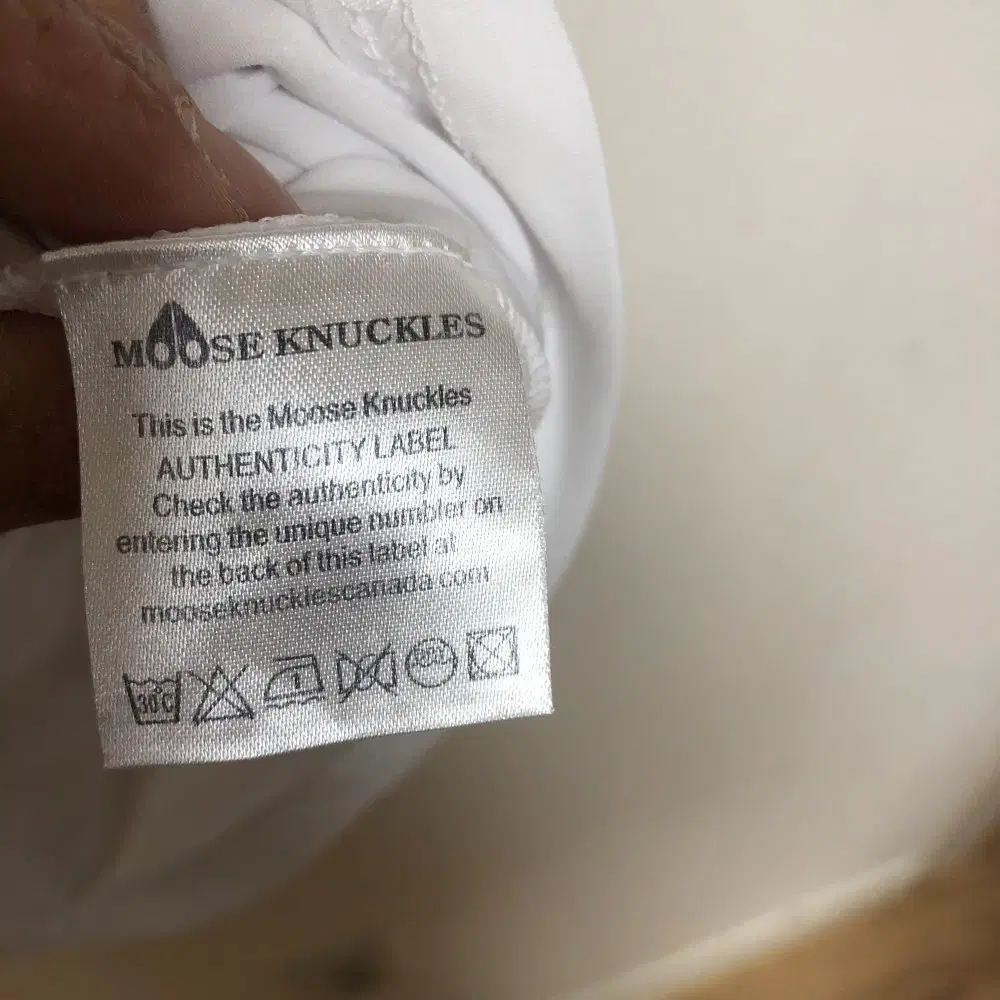 MOOSE KNUCKLES
This is the Moose Knuckles
AUTHENTICITY LABEL
Check the authenticity by
entering the unique number on
the back of this label at
mooseknucklescanada.com
30°C